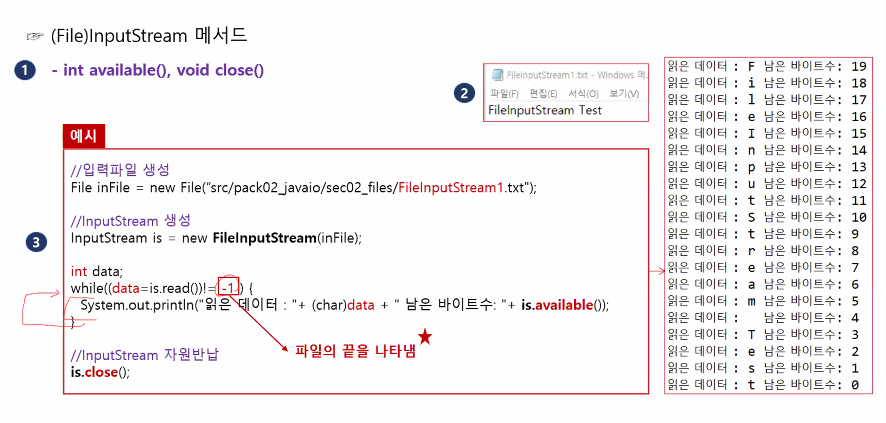 ☞ (File)InputStream 메서드
1 - int available(), void close()
2
FileInputStream1.txt - Windows 메
파일(F) 편집(E) 서식(O) 보기(V)
FileInputStream Test
예시
3
//입력파일 생성
File inFile = new File("src/pack02_javaio/sec02_files/FileInputStream1.txt");
//InputStream 생성
InputStream is = new FileInputStream(inFile);
int data;
while((data=is.read())!= -1 ) {
System.out.println("읽은 데이터 : "+ (char)data + " 남은 바이트수: "+ is.available());
}
파일의 끝을 나타냄 ★
//InputStream 자원반납
is.close();
읽은 데이터 : F 남은 바이트수: 19
읽은 데이터 : i 남은 바이트수: 18
읽은 데이터 : l 남은 바이트수: 17
읽은 데이터 : e 남은 바이트수: 16
읽은 데이터 : I 남은 바이트수: 15
읽은 데이터 : n 남은 바이트수: 14
읽은 데이터 : p 남은 바이트수: 13
읽은 데이터 : u 남은 바이트수: 12
읽은 데이터 : t 남은 바이트수: 11
읽은 데이터 : S 남은 바이트수: 10
읽은 데이터 : t 남은 바이트수: 9
읽은 데이터 : r 남은 바이트수: 8
읽은 데이터 : e 남은 바이트수: 7
읽은 데이터 : a 남은 바이트수: 6
읽은 데이터 : m 남은 바이트수: 5
읽은 데이터 :   남은 바이트수: 4
읽은 데이터 : T 남은 바이트수: 3
읽은 데이터 : e 남은 바이트수: 2
읽은 데이터 : s 남은 바이트수: 1
읽은 데이터 : t 남은 바이트수: 0